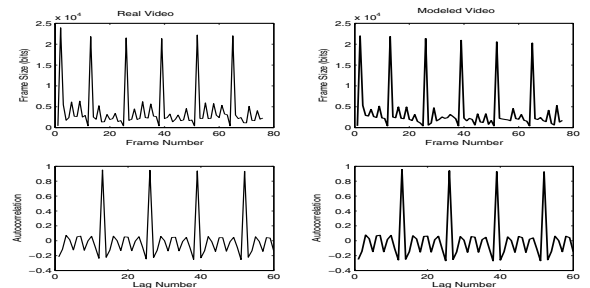 Real Video
Modeled Video
x 10⁴
x 10⁴
2.5
2
1.5
1
0.5
0
Frame Size (bits)
0 20 40 60 80
Frame Number
2.5
2
1.5
1
0.5
0
Frame Size (bits)
0 20 40 60 80
Frame Number
1
0.8
0.6
0.4
0.2
0
−0.2
−0.4
Autocorrelation
0 20 40 60
Lag Number
1
0.8
0.6
0.4
0.2
0
−0.2
−0.4
Autocorrelation
0 20 40 60
Lag Number